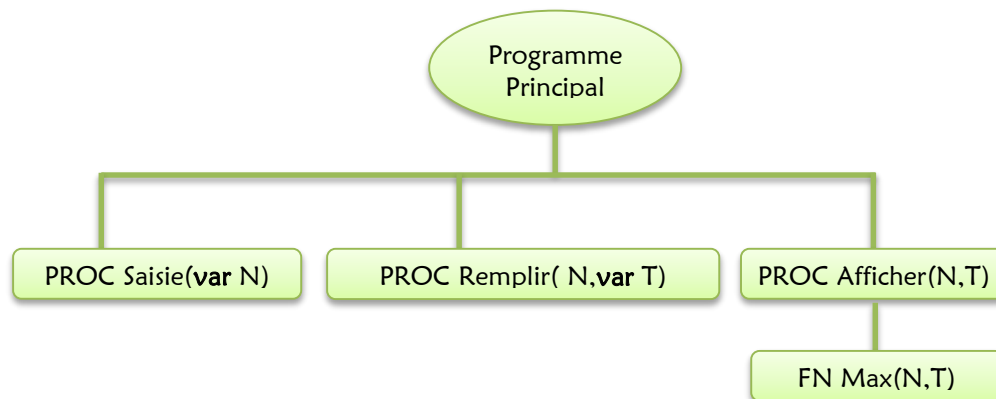 Programme
Principal
PROC Saisie(var N)
PROC Remplir( N,var T)
PROC Afficher(N,T)
FN Max(N,T)